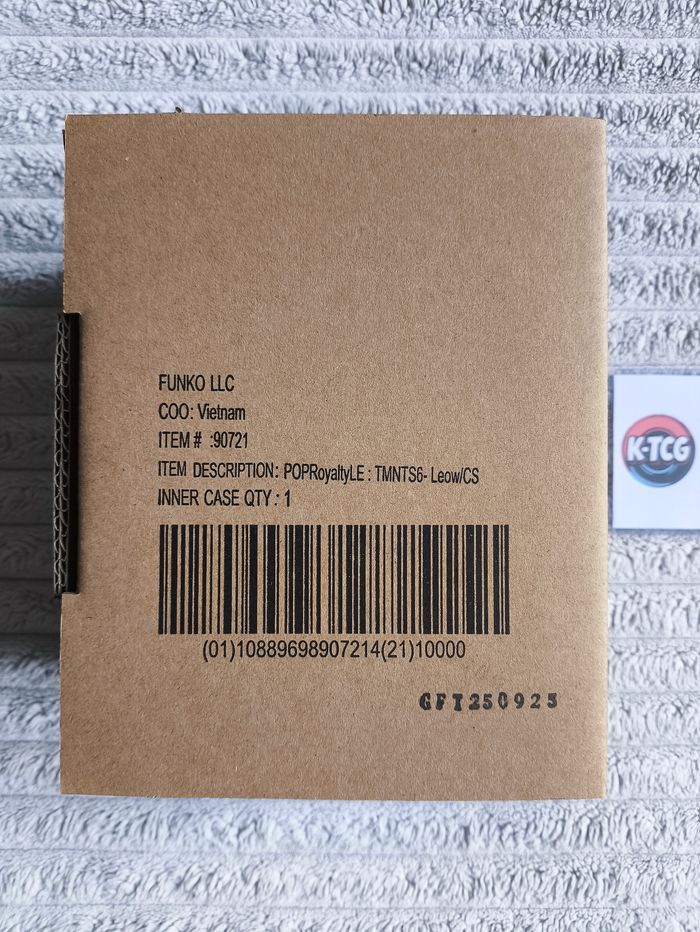 FUNKO LLC
COO: Vietnam
ITEM # :90721
ITEM DESCRIPTION: POPRoyaltyLE : TMNTS6- Leow/CS
INNER CASE QTY : 1
(01)10889698907214(21)10000
GFT250925
K-TCG